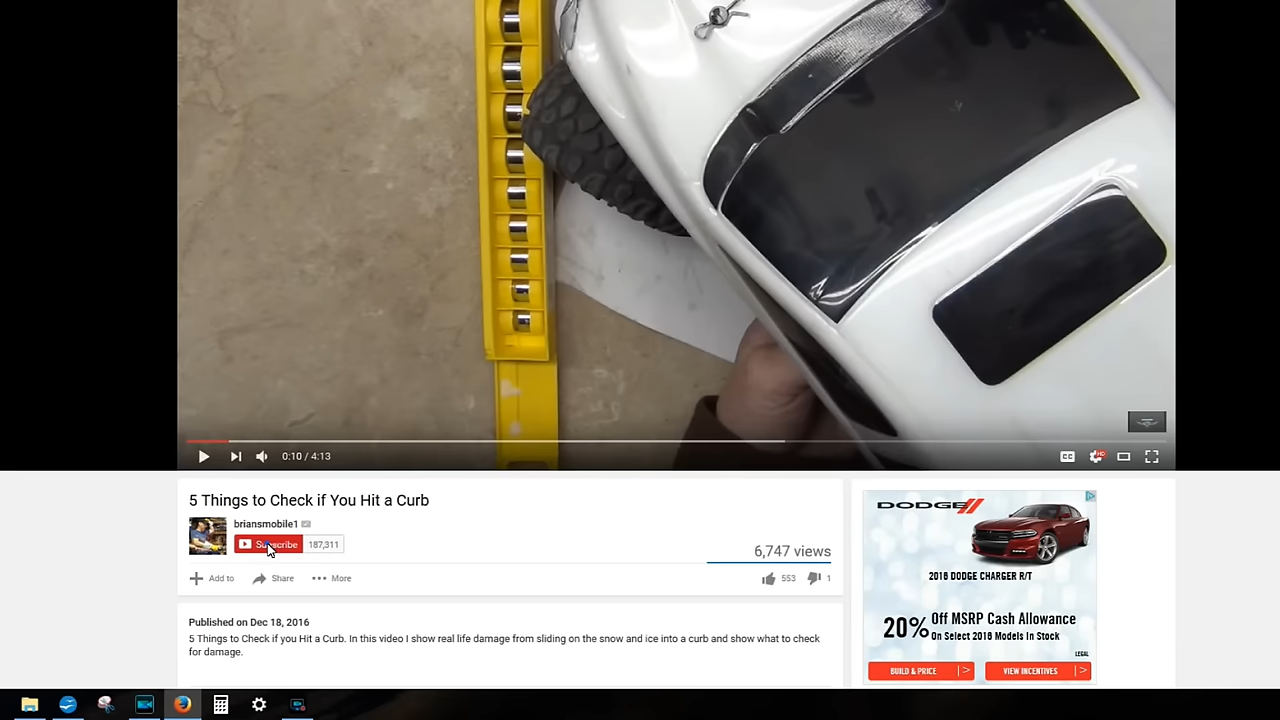 CC
HD
0:10 / 4:13
5 Things to Check if You Hit a Curb
briansmobile1
Subscribe 187,311
6,747 views
Add to Share More
553 1
Published on Dec 18, 2016
5 Things to Check if you Hit a Curb. In this video I show real life damage from sliding on the snow and ice into a curb and show what to check
for damage.
DODGE
2016 DODGE CHARGER R/T
20% Off MSRP Cash Allowance
On Select 2016 Models In Stock
LEGAL
BUILD & PRICE > VIEW INCENTIVES >